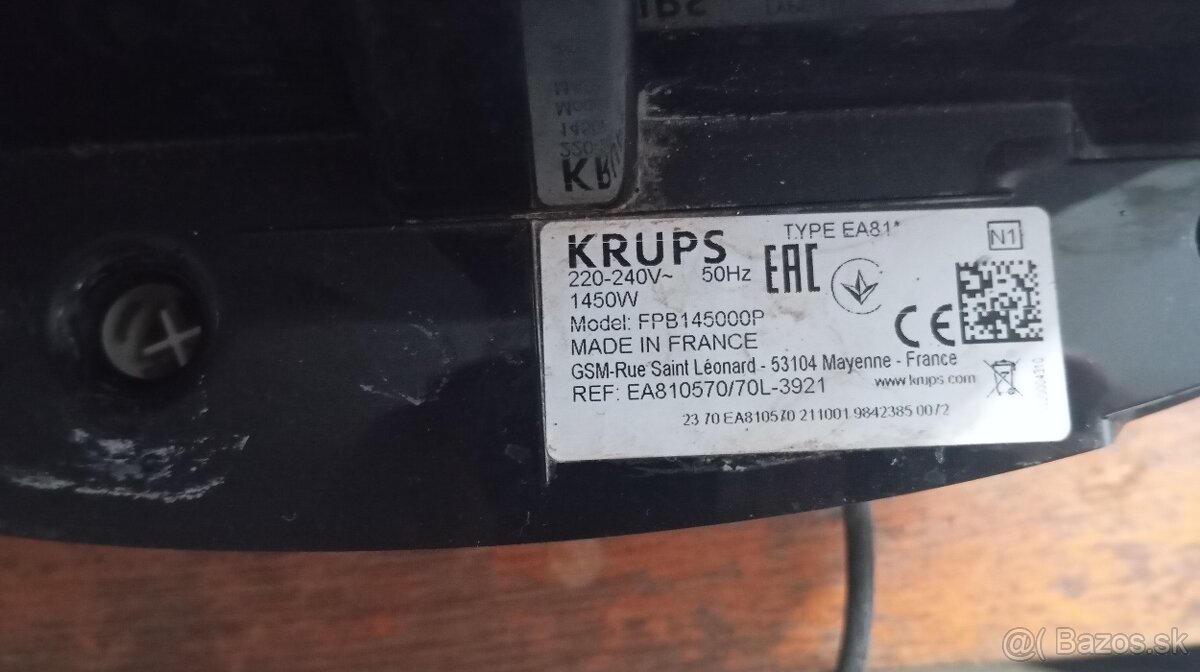 TYPE EA81*
N1
KRUPS
EAC
220-240V~ 50Hz
1450W
Model: FPB145000P
CE
MADE IN FRANCE
GSM-Rue Saint Léonard - 53104 Mayenne - France
REF: EA810570/70L-3921
www.krups.com
23 70 EA810570 211001 9842385 0072
@( Bazos.sk